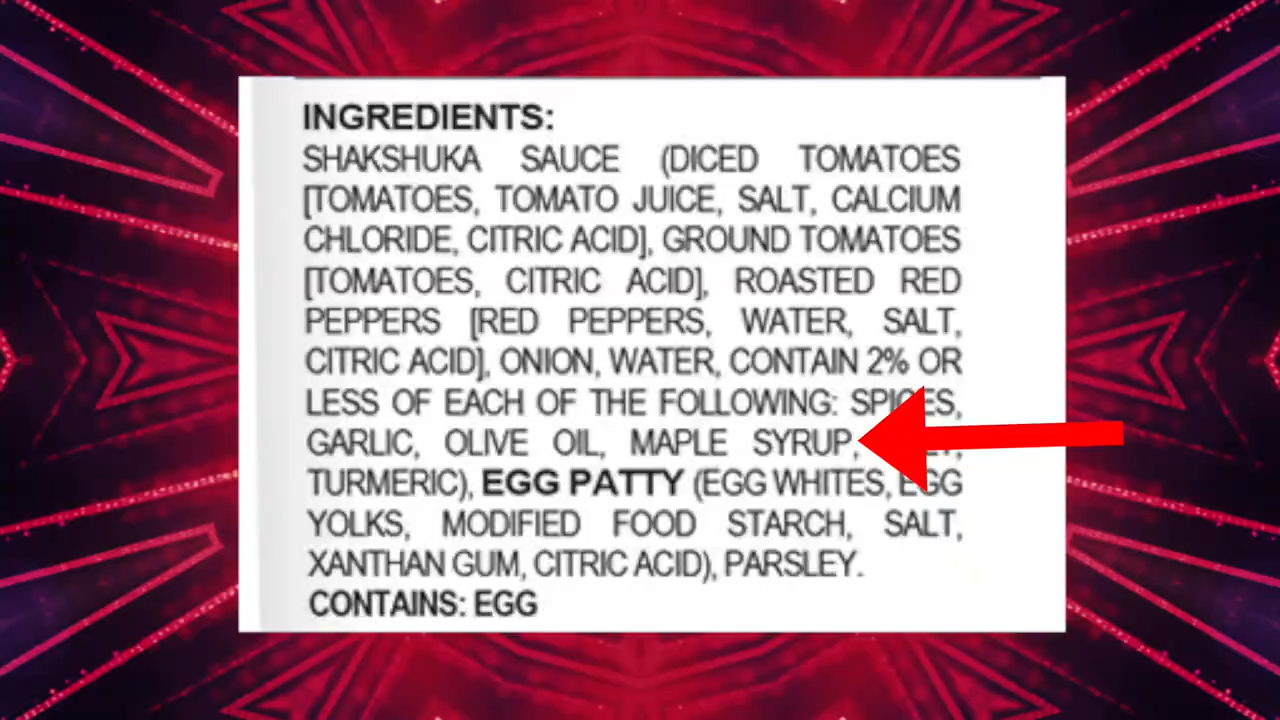 INGREDIENTS:
SHAKSHUKA SAUCE (DICED TOMATOES
[TOMATOES, TOMATO JUICE, SALT, CALCIUM
CHLORIDE, CITRIC ACID], GROUND TOMATOES
[TOMATOES, CITRIC ACID], ROASTED RED
PEPPERS [RED PEPPERS, WATER, SALT,
CITRIC ACID], ONION, WATER, CONTAIN 2% OR
LESS OF EACH OF THE FOLLOWING: SPICES,
GARLIC, OLIVE OIL, MAPLE SYRUP,
TURMERIC), EGG PATTY (EGG WHITES, EGG
YOLKS, MODIFIED FOOD STARCH, SALT,
XANTHAN GUM, CITRIC ACID), PARSLEY.
CONTAINS: EGG